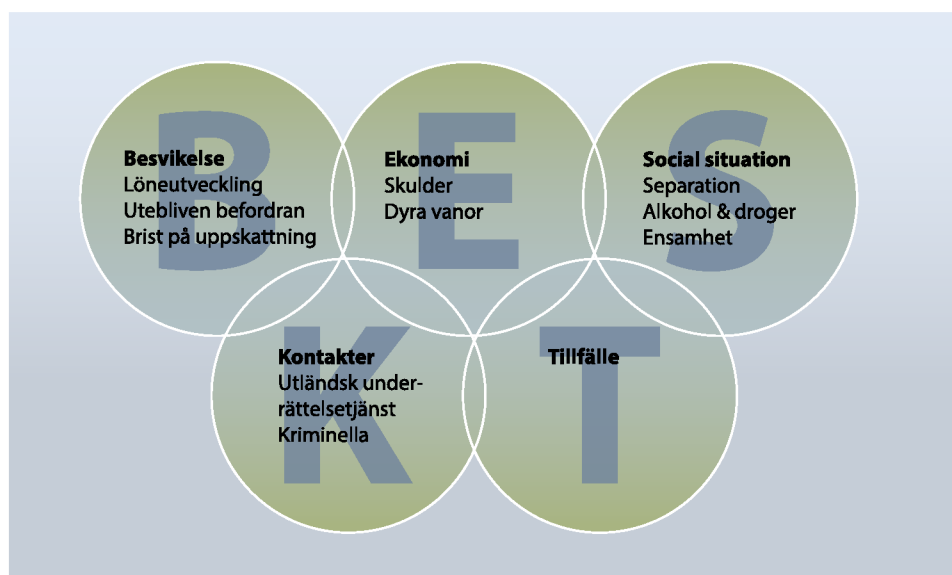 B
Besvikelse
Löneutveckling
Utebliven befordran
Brist på uppskattning
E
Ekonomi
Skulder
Dyra vanor
S
Social situation
Separation
Alkohol & droger
Ensamhet
K
Kontakter
Utländsk under-
rättelsetjänst
Kriminella
T
Tillfälle